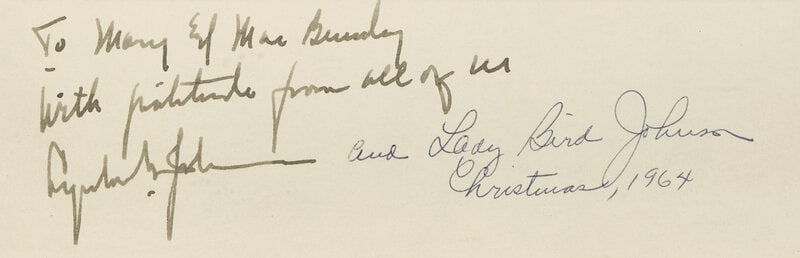 To Mary & Mac Bundy
With gratitude from all of us
Lyndon B. Johnson and Lady Bird Johnson
Christmas, 1964